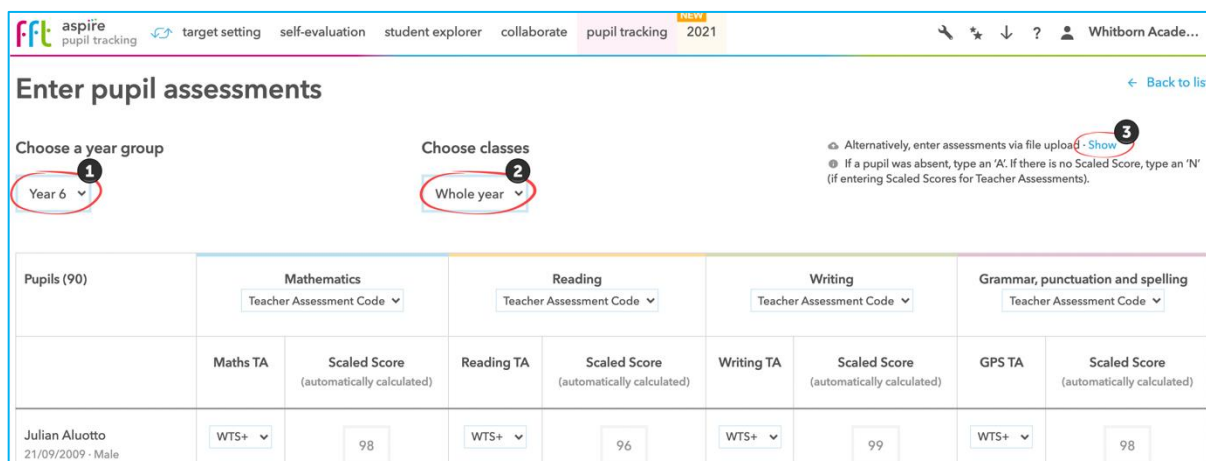 fft aspire pupil tracking target setting self-evaluation student explorer collaborate pupil tracking NEW 2021 ? Whitborn Acade...
Enter pupil assessments
← Back to lis
Choose a year group
Choose classes
Alternatively, enter assessments via file upload - Show
3
If a pupil was absent, type an 'A'. If there is no Scaled Score, type an 'N'
(if entering Scaled Scores for Teacher Assessments).
1
2
Year 6
Whole year
Pupils (90)
Mathematics
Reading
Writing
Grammar, punctuation and spelling
Teacher Assessment Code
Teacher Assessment Code
Teacher Assessment Code
Teacher Assessment Code
Maths TA
Scaled Score
(automatically calculated)
Reading TA
Scaled Score
(automatically calculated)
Writing TA
Scaled Score
(automatically calculated)
GPS TA
Scaled Score
(automatically calculated)
Julian Aluotto
21/09/2009 - Male
WTS+
98
WTS+
96
WTS+
99
WTS+
98